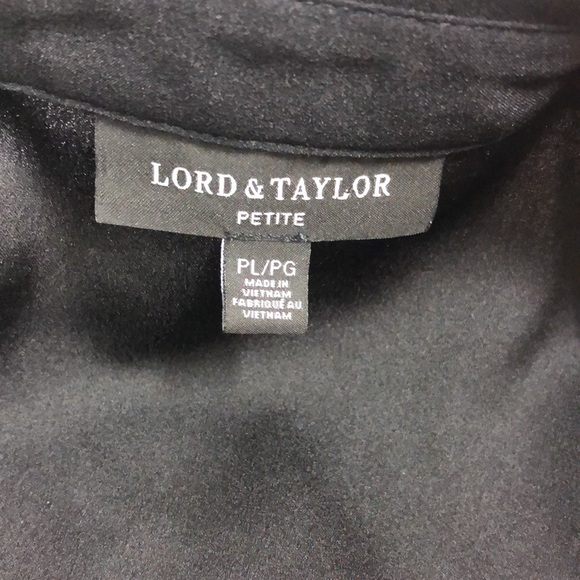 LORD & TAYLOR
PETITE
PL/PG
MADE IN
VIETNAM
FABRIQUÉ AU
VIETNAM